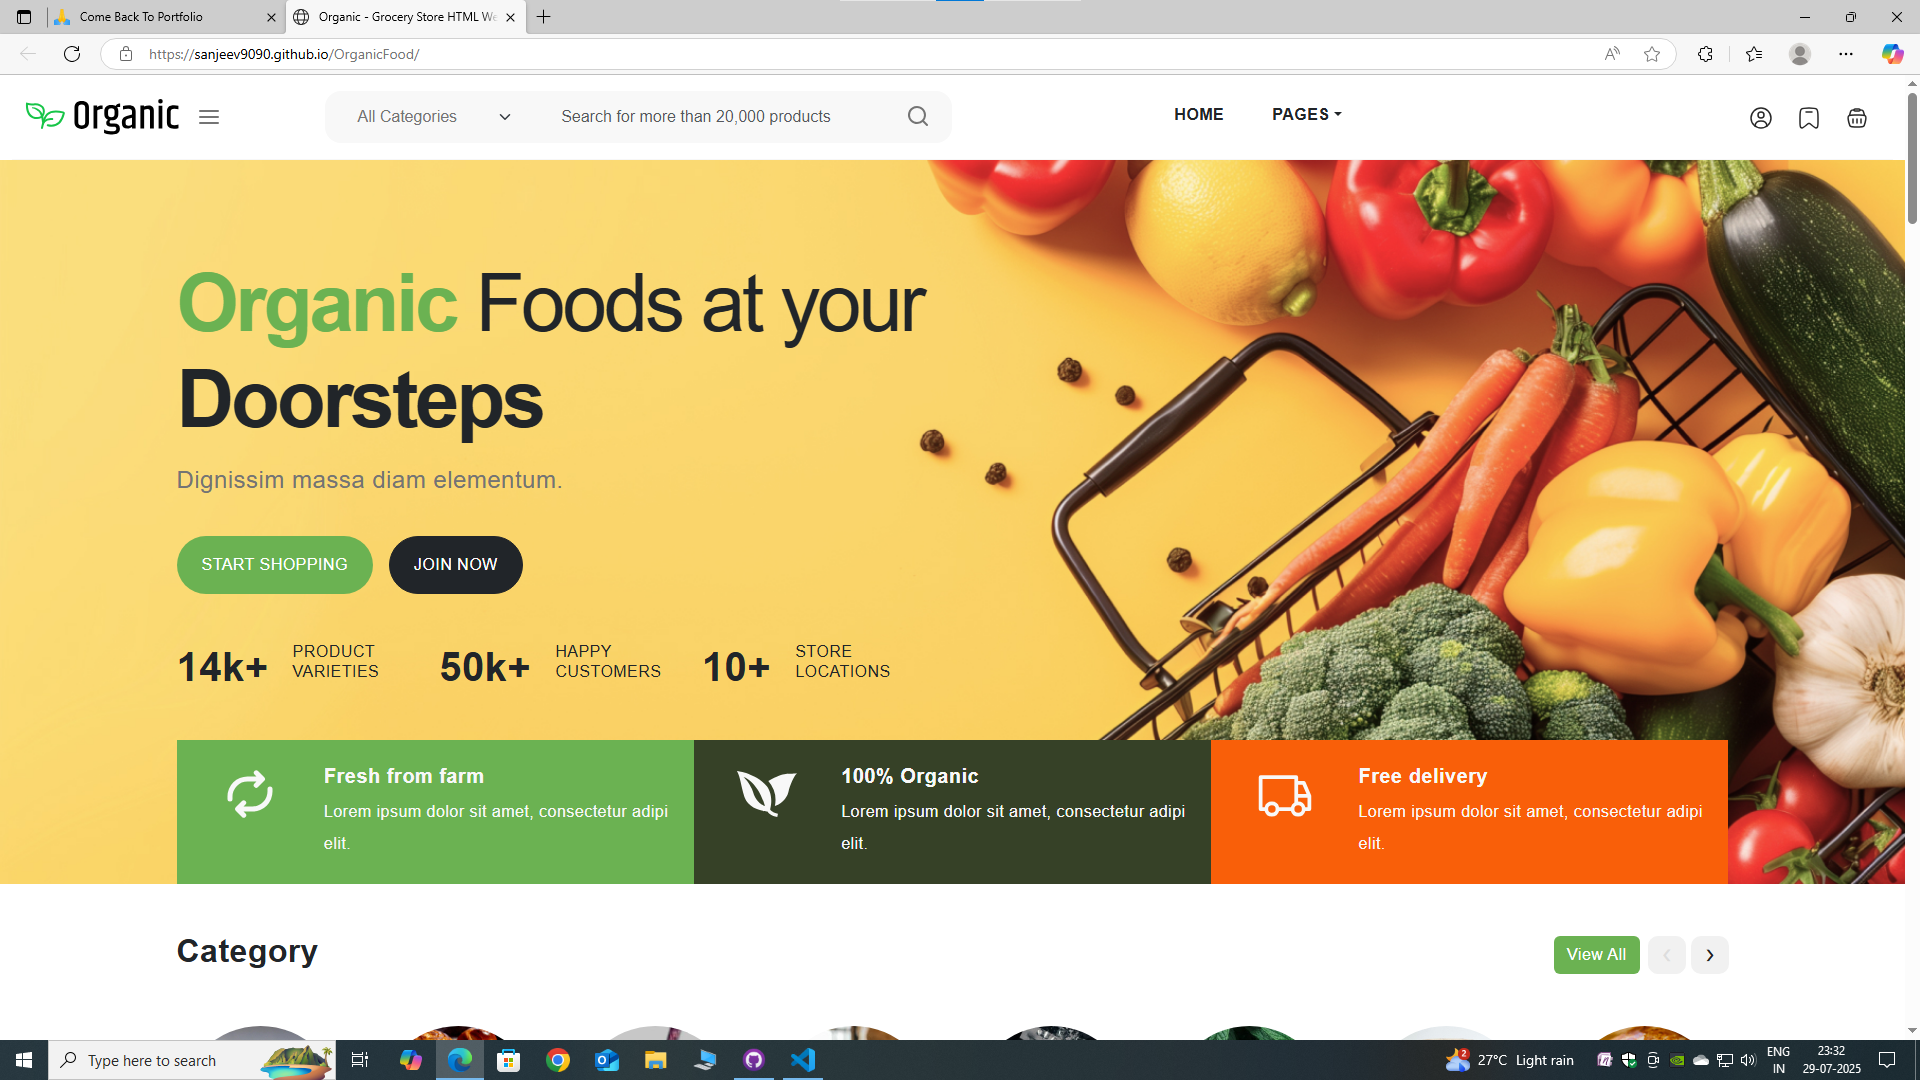 Come Back To Portfolio
Organic - Grocery Store HTML We
https://sanjeev9090.github.io/OrganicFood/
Organic
All Categories
Search for more than 20,000 products
HOME
PAGES
Organic Foods at your
Doorsteps
Dignissim massa diam elementum.
START SHOPPING
JOIN NOW
14k+
PRODUCT
VARIETIES
50k+
HAPPY
CUSTOMERS
10+
STORE
LOCATIONS
Fresh from farm
Lorem ipsum dolor sit amet, consectetur adipi
elit.
100% Organic
Lorem ipsum dolor sit amet, consectetur adipi
elit.
Free delivery
Lorem ipsum dolor sit amet, consectetur adipi
elit.
Category
View All
Type here to search
2
27°C Light rain
ENG
IN
23:32
29-07-2025